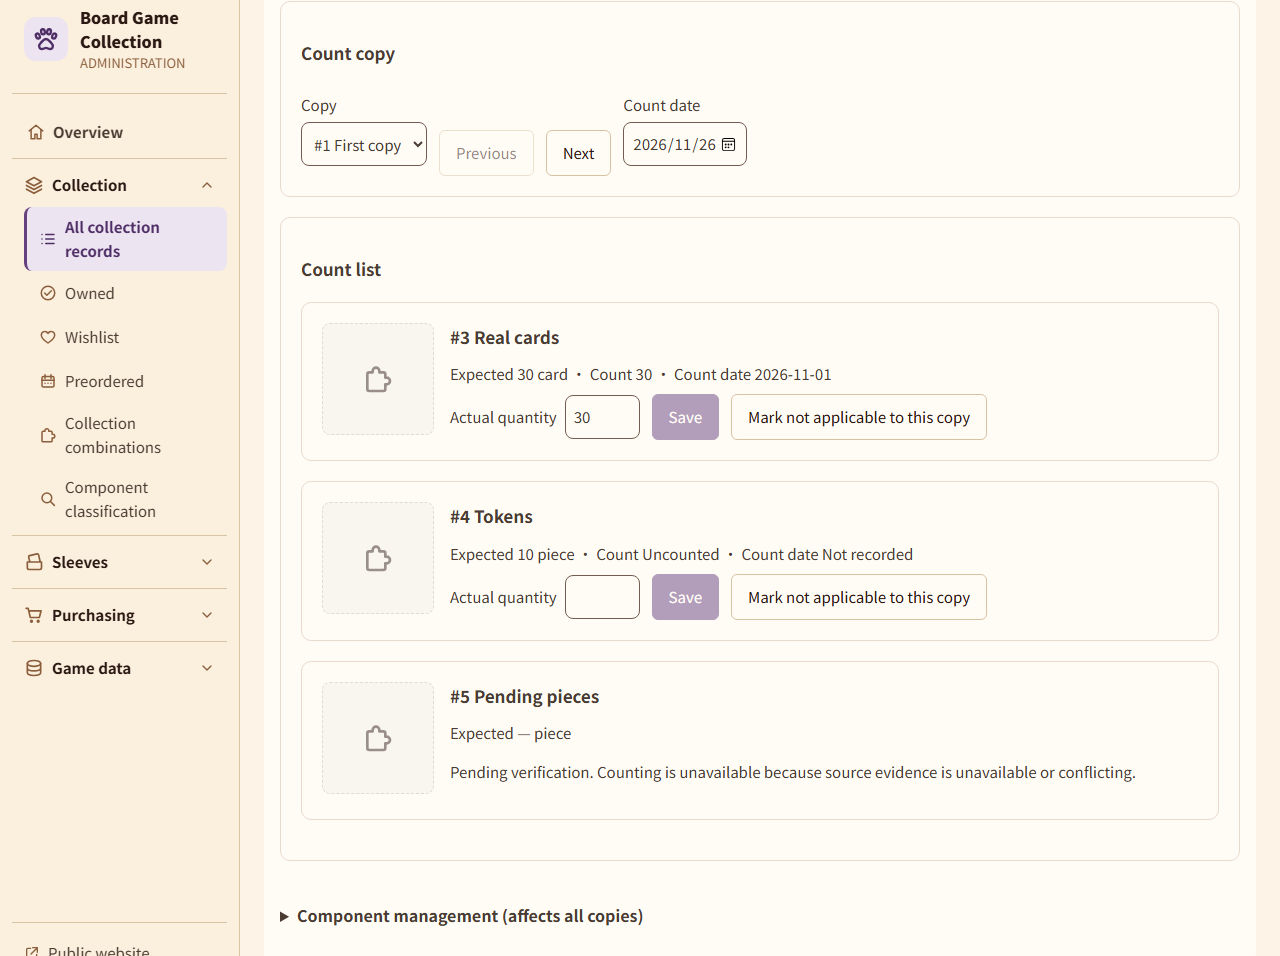 Board Game
Collection
ADMINISTRATION
Overview
Collection
All collection
records
Owned
Wishlist
Preordered
Collection
combinations
Component
classification
Sleeves
Purchasing
Game data
Public website
Count copy
Copy
Count date
#1 First copy
Previous
Next
2026/11/26
Count list
#3 Real cards
Expected 30 card • Count 30 • Count date 2026-11-01
Actual quantity 30 Save Mark not applicable to this copy
#4 Tokens
Expected 10 piece • Count Uncounted • Count date Not recorded
Actual quantity Save Mark not applicable to this copy
#5 Pending pieces
Expected — piece
Pending verification. Counting is unavailable because source evidence is unavailable or conflicting.
Component management (affects all copies)